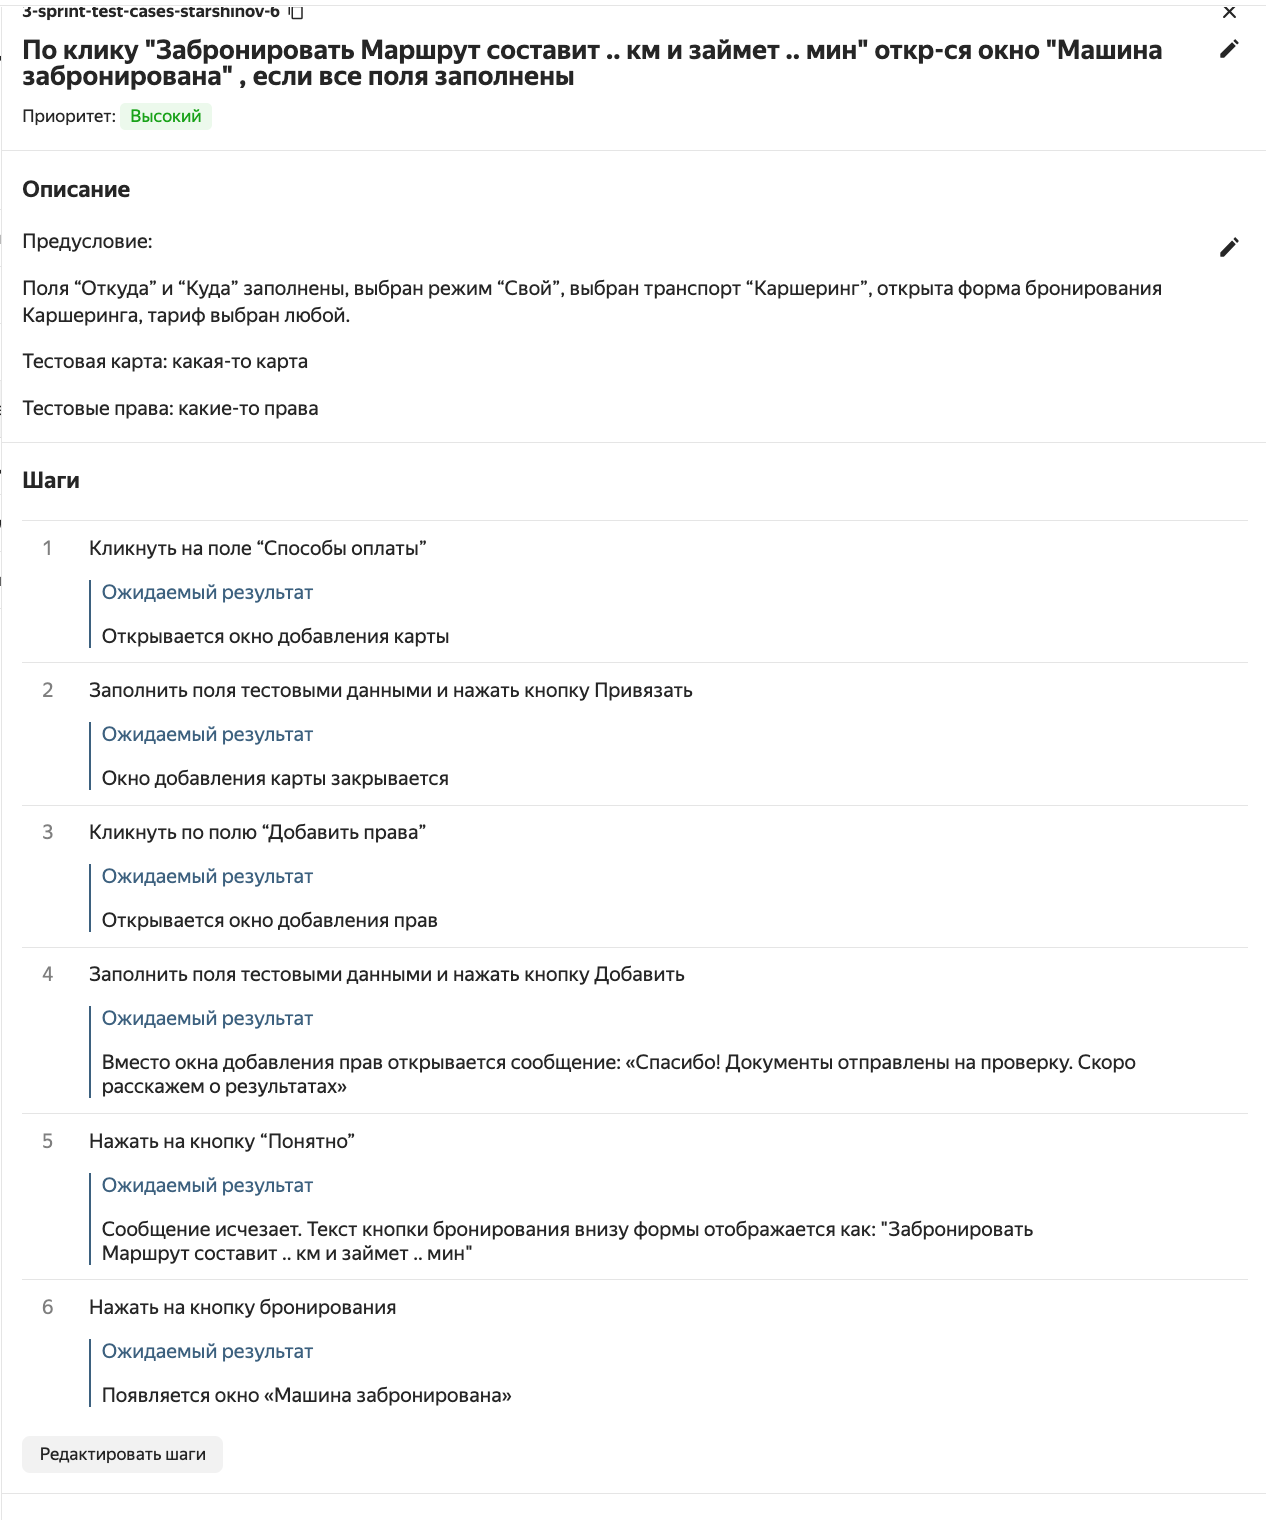 3-sprint-test-cases-starshinov-6
По клику "Забронировать Маршрут составит .. км и займет .. мин" откр-ся окно "Машина
забронирована" , если все поля заполнены
Приоритет: Высокий
Описание
Предусловие:
Поля “Откуда” и “Куда” заполнены, выбран режим “Свой”, выбран транспорт “Каршеринг”, открыта форма бронирования
Каршеринга, тариф выбран любой.
Тестовая карта: какая-то карта
Тестовые права: какие-то права
Шаги
1 Кликнуть на поле “Способы оплаты”
Ожидаемый результат
Открывается окно добавления карты
2 Заполнить поля тестовыми данными и нажать кнопку Привязать
Ожидаемый результат
Окно добавления карты закрывается
3 Кликнуть по полю “Добавить права”
Ожидаемый результат
Открывается окно добавления прав
4 Заполнить поля тестовыми данными и нажать кнопку Добавить
Ожидаемый результат
Вместо окна добавления прав открывается сообщение: «Спасибо! Документы отправлены на проверку. Скоро
расскажем о результатах»
5 Нажать на кнопку “Понятно”
Ожидаемый результат
Сообщение исчезает. Текст кнопки бронирования внизу формы отображается как: "Забронировать
Маршрут составит .. км и займет .. мин"
6 Нажать на кнопку бронирования
Ожидаемый результат
Появляется окно «Машина забронирована»
Редактировать шаги